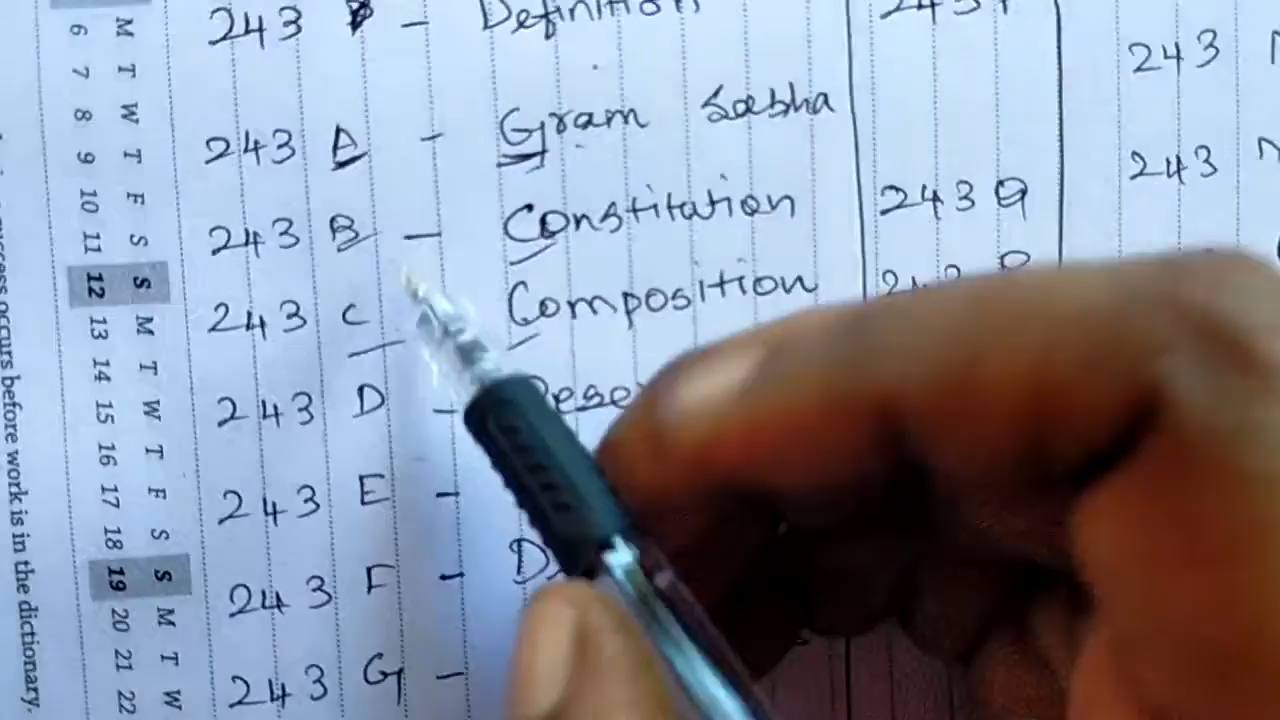 243 - Definition
243 A - Gram Sabha
243 B - Constitution
243 C Composition
243 D -
243 E -
243 F -
243 G -
243
243 Q
243
243
M T W T F S S M T W T F S S M T W
6 7 8 9 10 11 12 13 14 15 16 17 18 19 20 21 22
occurs before work is in the dictionary.